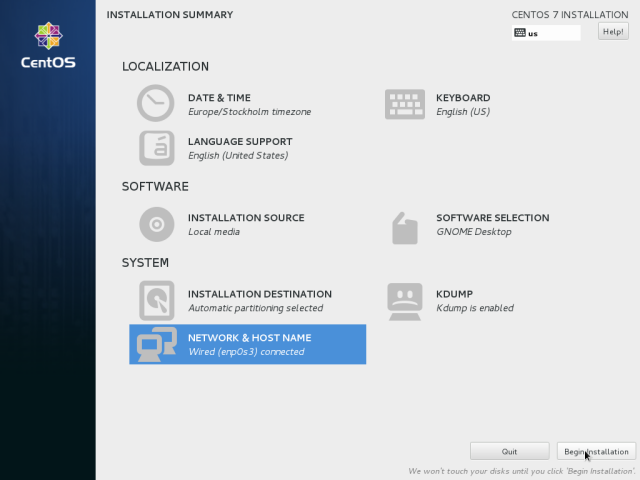 INSTALLATION SUMMARY
CENTOS 7 INSTALLATION
us
Help!
CentOS
LOCALIZATION
DATE & TIME
Europe/Stockholm timezone
KEYBOARD
English (US)
LANGUAGE SUPPORT
English (United States)
SOFTWARE
INSTALLATION SOURCE
Local media
SOFTWARE SELECTION
GNOME Desktop
SYSTEM
INSTALLATION DESTINATION
Automatic partitioning selected
KDUMP
Kdump is enabled
NETWORK & HOST NAME
Wired (enp0s3) connected
Quit
Begin Installation
We won't touch your disks until you click 'Begin Installation'.